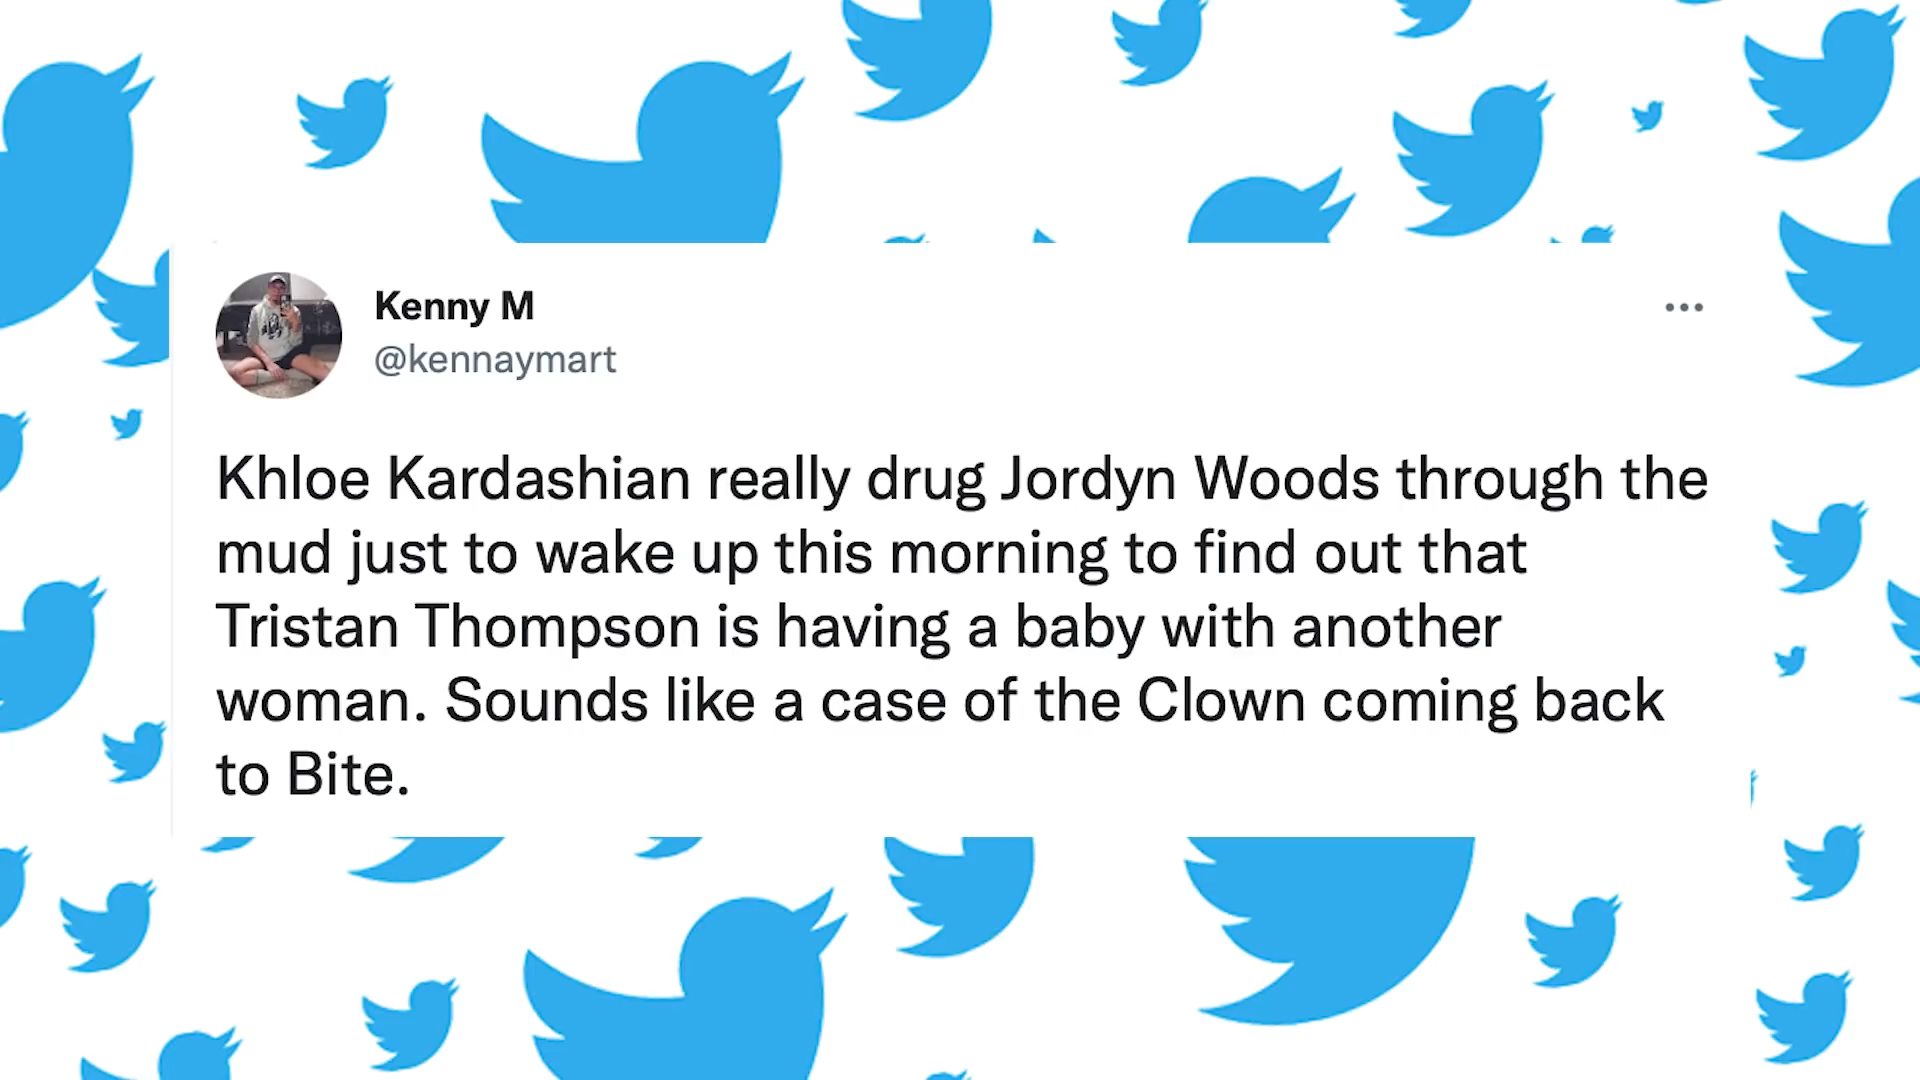 Kenny M
@kennaymart
Khloe Kardashian really drug Jordyn Woods through the
mud just to wake up this morning to find out that
Tristan Thompson is having a baby with another
woman. Sounds like a case of the Clown coming back
to Bite.